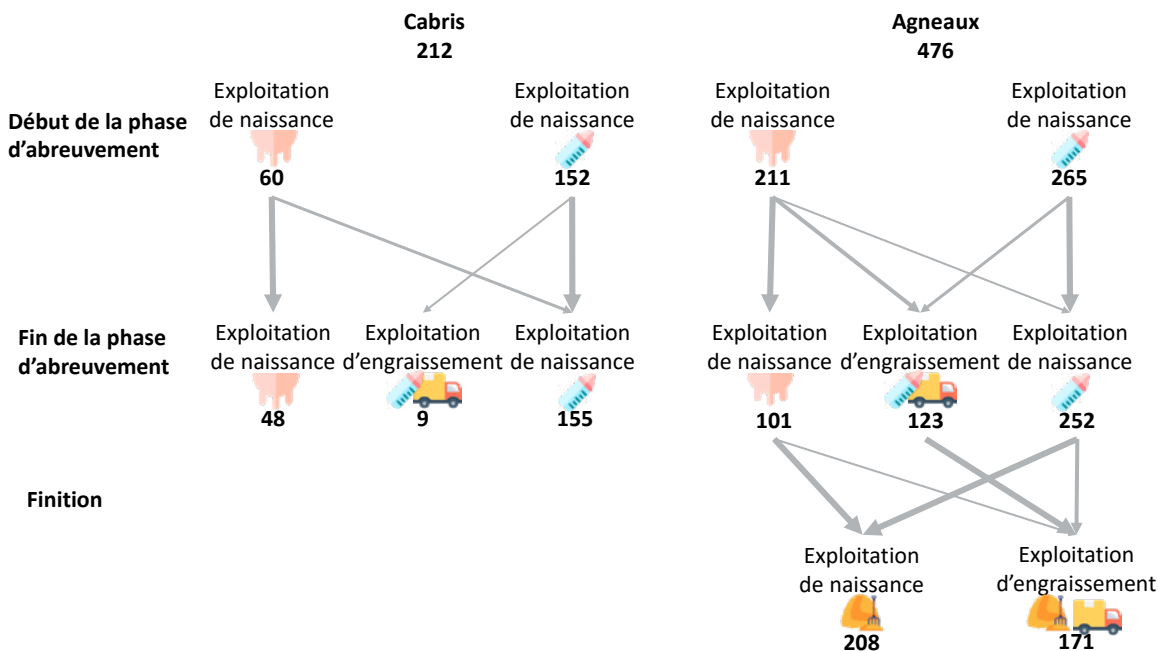 Cabris
212
Agneaux
476
Début de la phase
d’abreuvement
Exploitation
de naissance
60
Exploitation
de naissance
152
Exploitation
de naissance
211
Exploitation
de naissance
265
Fin de la phase
d’abreuvement
Exploitation
de naissance
48
Exploitation
d’engraissement
9
Exploitation
de naissance
155
Exploitation
de naissance
101
Exploitation
d’engraissement
123
Exploitation
de naissance
252
Finition
Exploitation
de naissance
208
Exploitation
d’engraissement
171